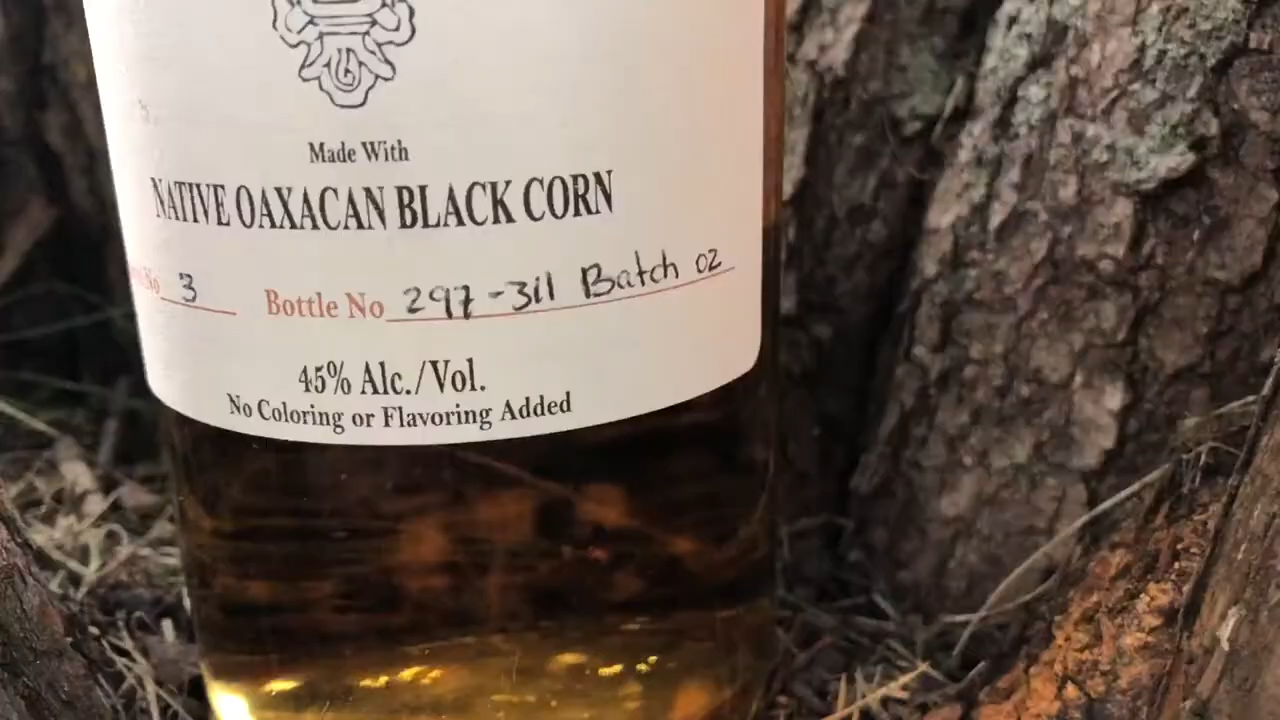 Made With
NATIVE OAXACAN BLACK CORN
No 3 Bottle No 297-311 Batch 02
45% Alc./Vol.
No Coloring or Flavoring Added